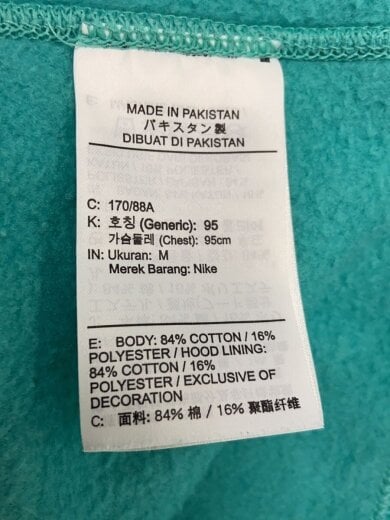 MADE IN PAKISTAN
パキスタン製
DIBUAT DI PAKISTAN
C: 170/88A
K: 호칭 (Generic): 95
가슴둘레 (Chest): 95cm
IN: Ukuran: M
Merek Barang: Nike
E: BODY: 84% COTTON / 16%
POLYESTER / HOOD LINING:
84% COTTON / 16%
POLYESTER / EXCLUSIVE OF
DECORATION
C: 面料: 84% 棉 / 16% 聚酯纤维